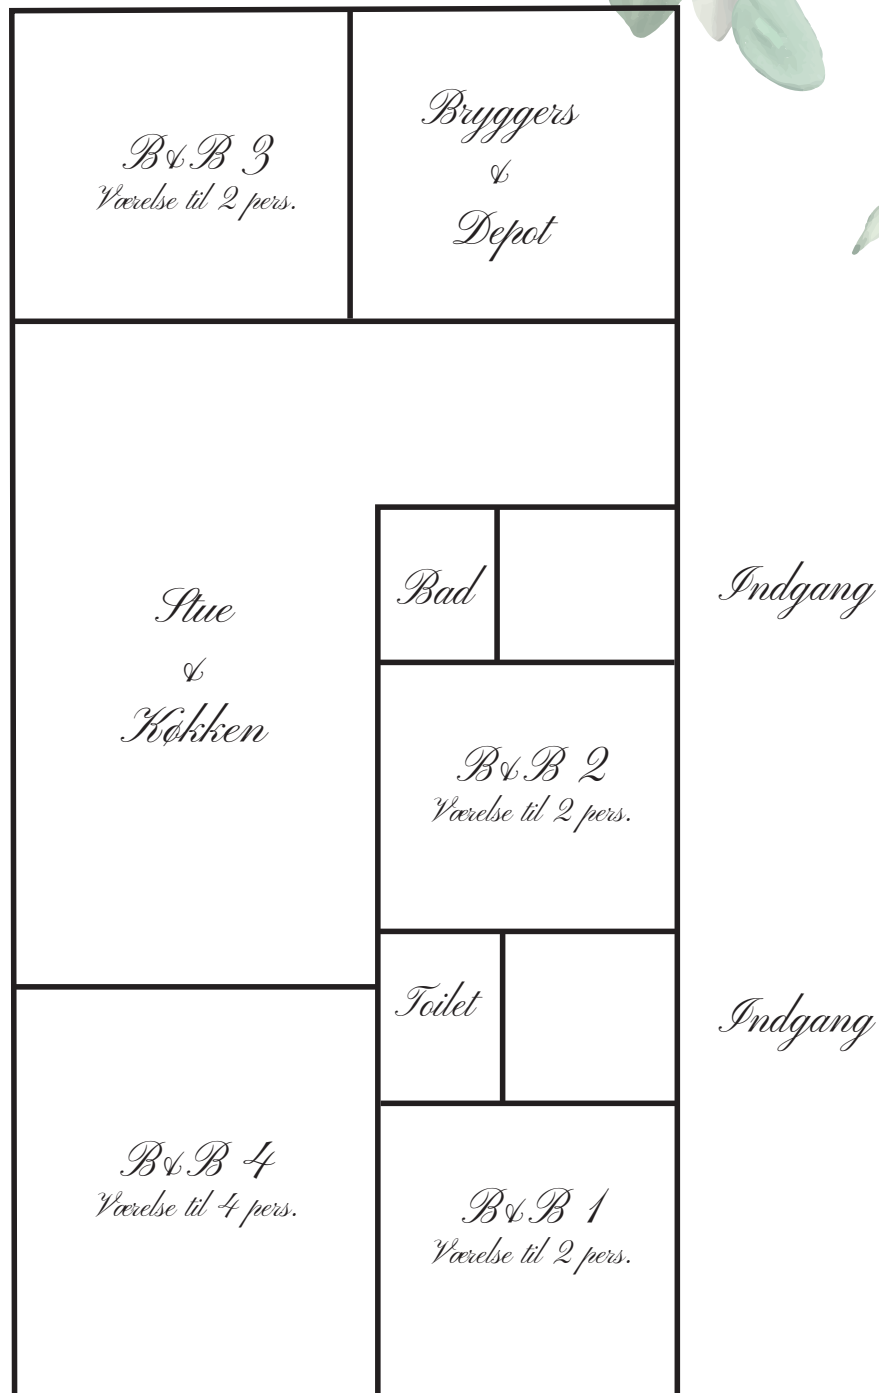 B&B 3
Værelse til 2 pers.
Bryggers
&
Depot
Stue
&
Køkken
Bad
Indgang
B&B 2
Værelse til 2 pers.
Toilet
Indgang
B&B 4
Værelse til 4 pers.
B&B 1
Værelse til 2 pers.